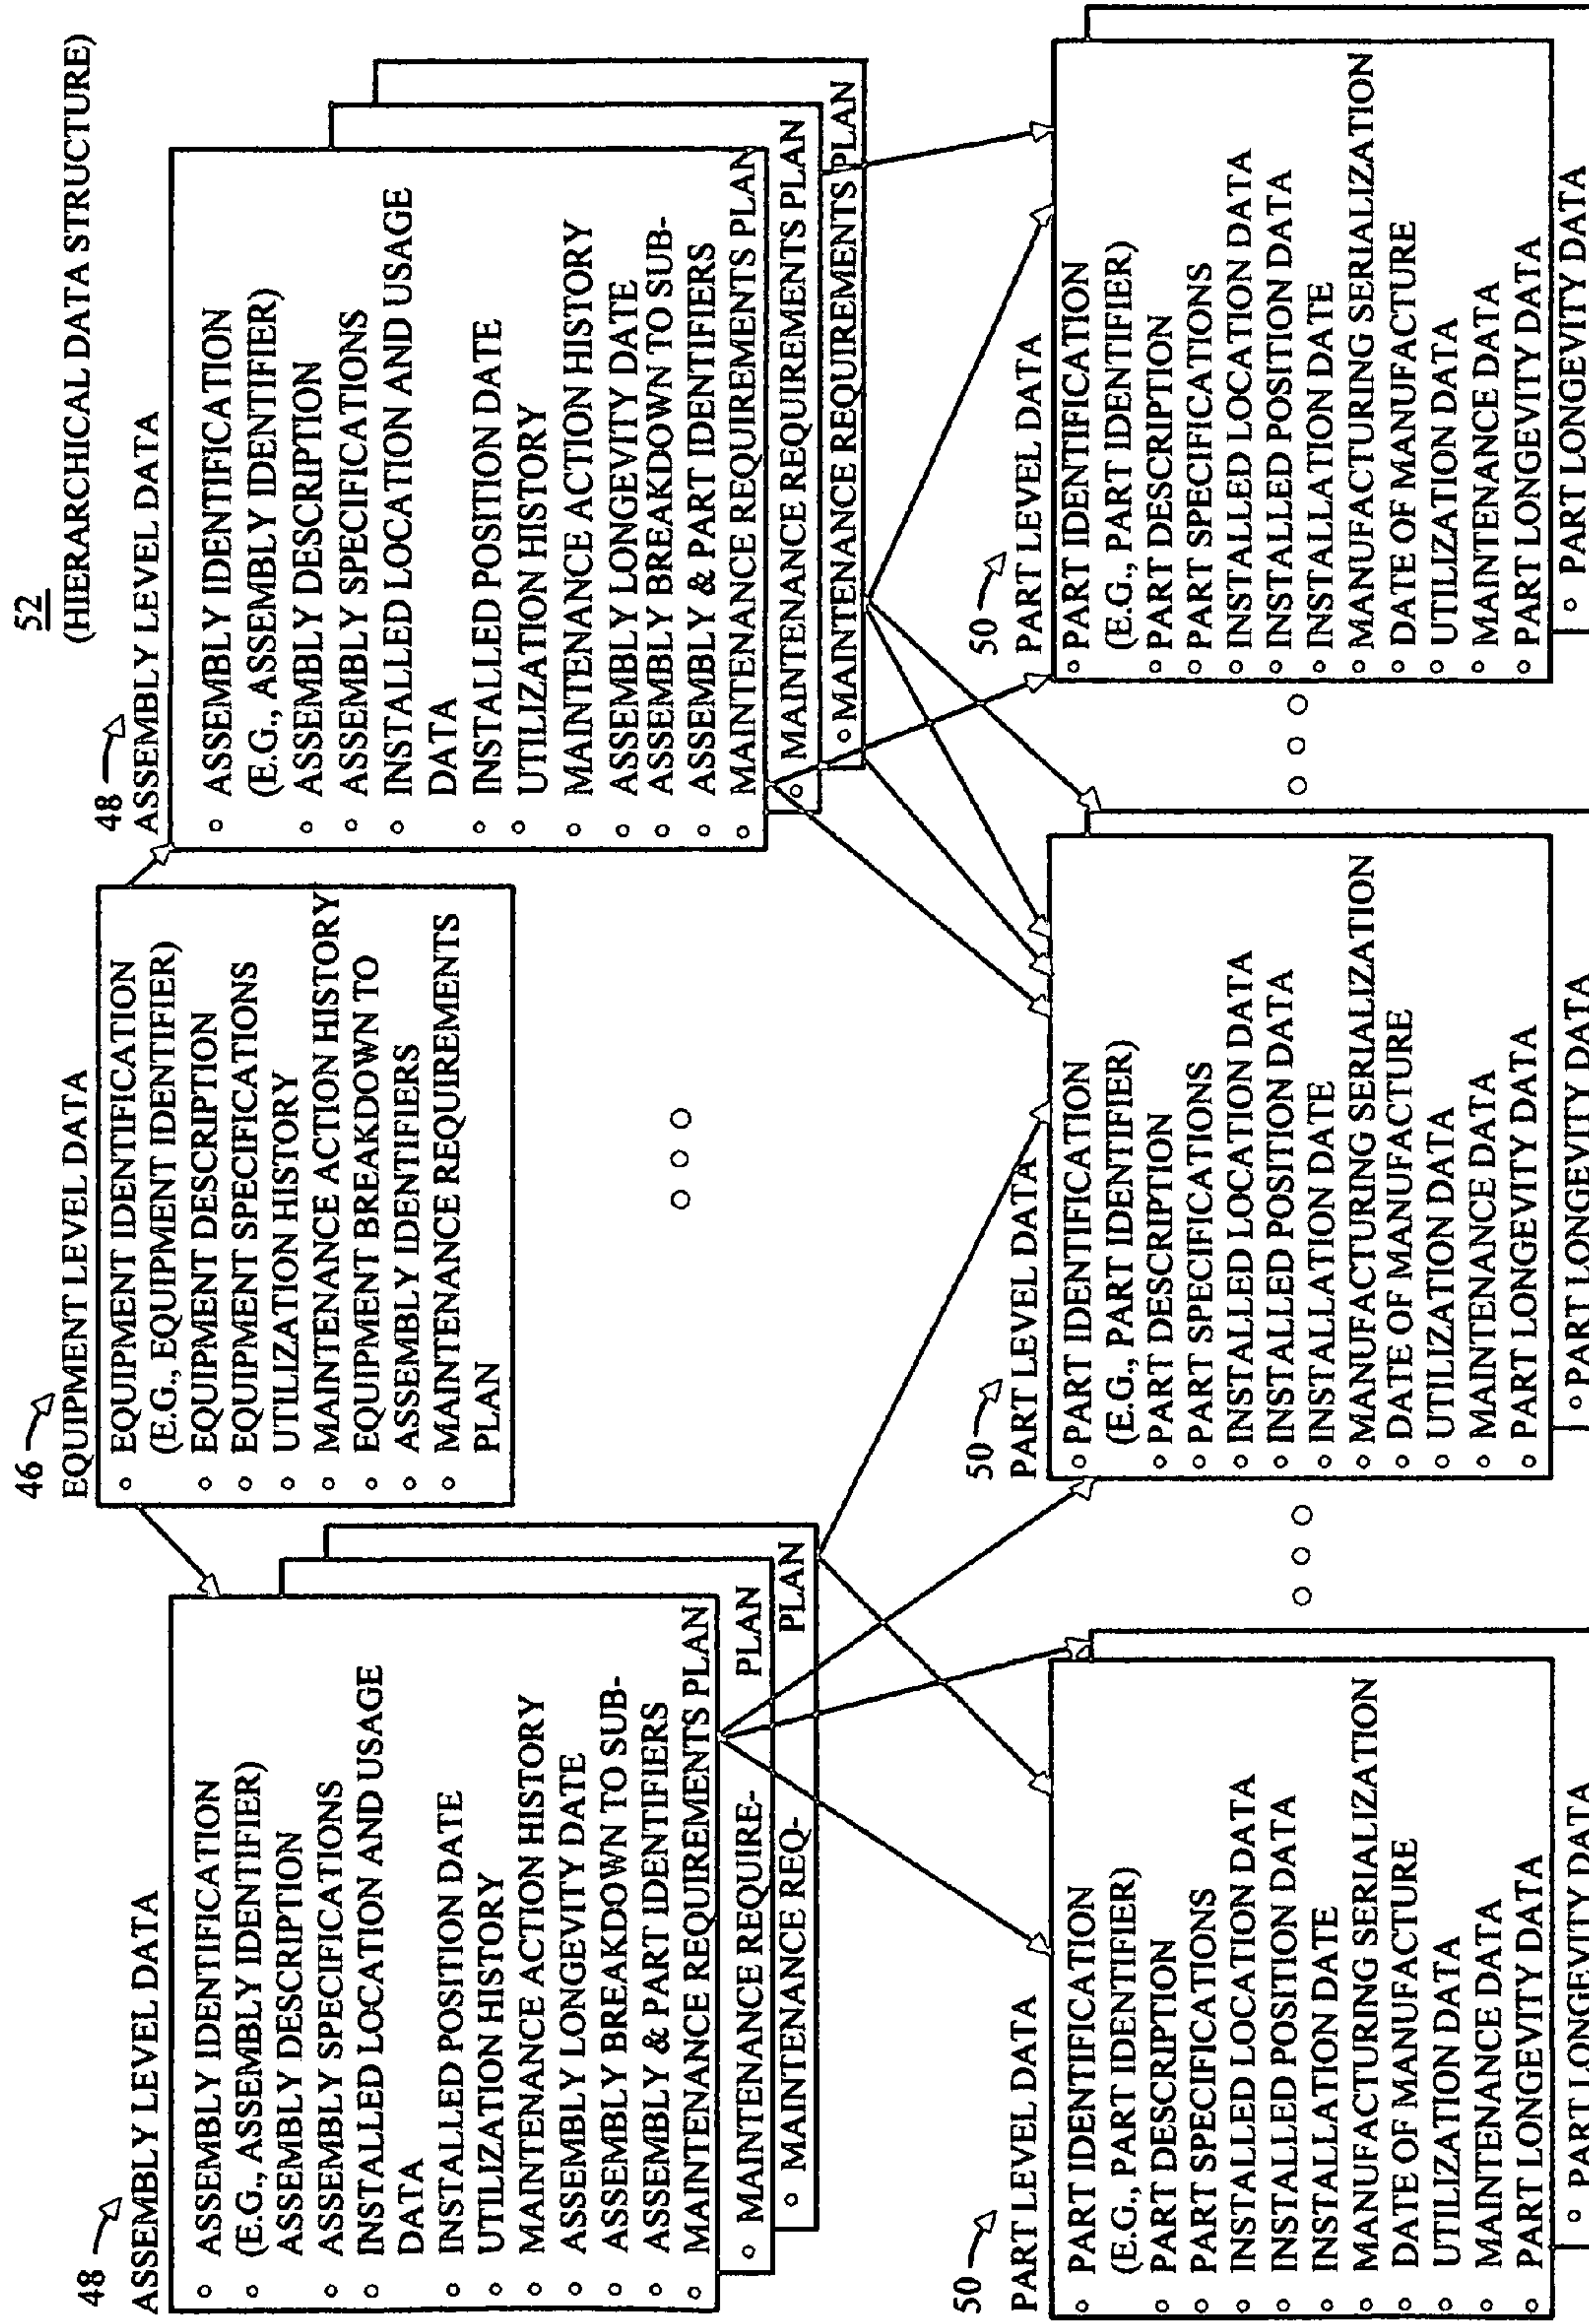 52
(HIERARCHICAL DATA STRUCTURE)
46
EQUIPMENT LEVEL DATA
EQUIPMENT IDENTIFICATION
(E.G., EQUIPMENT IDENTIFIER)
EQUIPMENT DESCRIPTION
EQUIPMENT SPECIFICATIONS
UTILIZATION HISTORY
MAINTENANCE ACTION HISTORY
EQUIPMENT BREAKDOWN TO
ASSEMBLY IDENTIFIERS
MAINTENANCE REQUIREMENTS
PLAN
48
ASSEMBLY LEVEL DATA
ASSEMBLY IDENTIFICATION
(E.G., ASSEMBLY IDENTIFIER)
ASSEMBLY DESCRIPTION
ASSEMBLY SPECIFICATIONS
INSTALLED LOCATION AND USAGE
DATA
INSTALLED POSITION DATE
UTILIZATION HISTORY
MAINTENANCE ACTION HISTORY
ASSEMBLY LONGEVITY DATE
ASSEMBLY BREAKDOWN TO SUB-
ASSEMBLY & PART IDENTIFIERS
MAINTENANCE REQUIREMENTS PLAN
MAINTENANCE REQUIRE- PLAN
MAINTENANCE REQ- PLAN
48
ASSEMBLY LEVEL DATA
ASSEMBLY IDENTIFICATION
(E.G., ASSEMBLY IDENTIFIER)
ASSEMBLY DESCRIPTION
ASSEMBLY SPECIFICATIONS
INSTALLED LOCATION AND USAGE
DATA
INSTALLED POSITION DATE
UTILIZATION HISTORY
MAINTENANCE ACTION HISTORY
ASSEMBLY LONGEVITY DATE
ASSEMBLY BREAKDOWN TO SUB-
ASSEMBLY & PART IDENTIFIERS
MAINTENANCE REQUIREMENTS PLAN
MAINTENANCE REQUIREMENTS PLAN
MAINTENANCE REQUIREMENTS PLAN
50
PART LEVEL DATA
PART IDENTIFICATION
(E.G., PART IDENTIFIER)
PART DESCRIPTION
PART SPECIFICATIONS
INSTALLED LOCATION DATA
INSTALLED POSITION DATA
INSTALLATION DATE
MANUFACTURING SERIALIZATION
DATE OF MANUFACTURE
UTILIZATION DATA
MAINTENANCE DATA
PART LONGEVITY DATA
PART LONGEVITY DATA
50
PART LEVEL DATA
PART IDENTIFICATION
(E.G., PART IDENTIFIER)
PART DESCRIPTION
PART SPECIFICATIONS
INSTALLED LOCATION DATA
INSTALLED POSITION DATA
INSTALLATION DATE
MANUFACTURING SERIALIZATION
DATE OF MANUFACTURE
UTILIZATION DATA
MAINTENANCE DATA
PART LONGEVITY DATA
PART LONGEVITY DATA
50
PART LEVEL DATA
PART IDENTIFICATION
(E.G., PART IDENTIFIER)
PART DESCRIPTION
PART SPECIFICATIONS
INSTALLED LOCATION DATA
INSTALLED POSITION DATA
INSTALLATION DATE
MANUFACTURING SERIALIZATION
DATE OF MANUFACTURE
UTILIZATION DATA
MAINTENANCE DATA
PART LONGEVITY DATA
PART LONGEVITY DATA